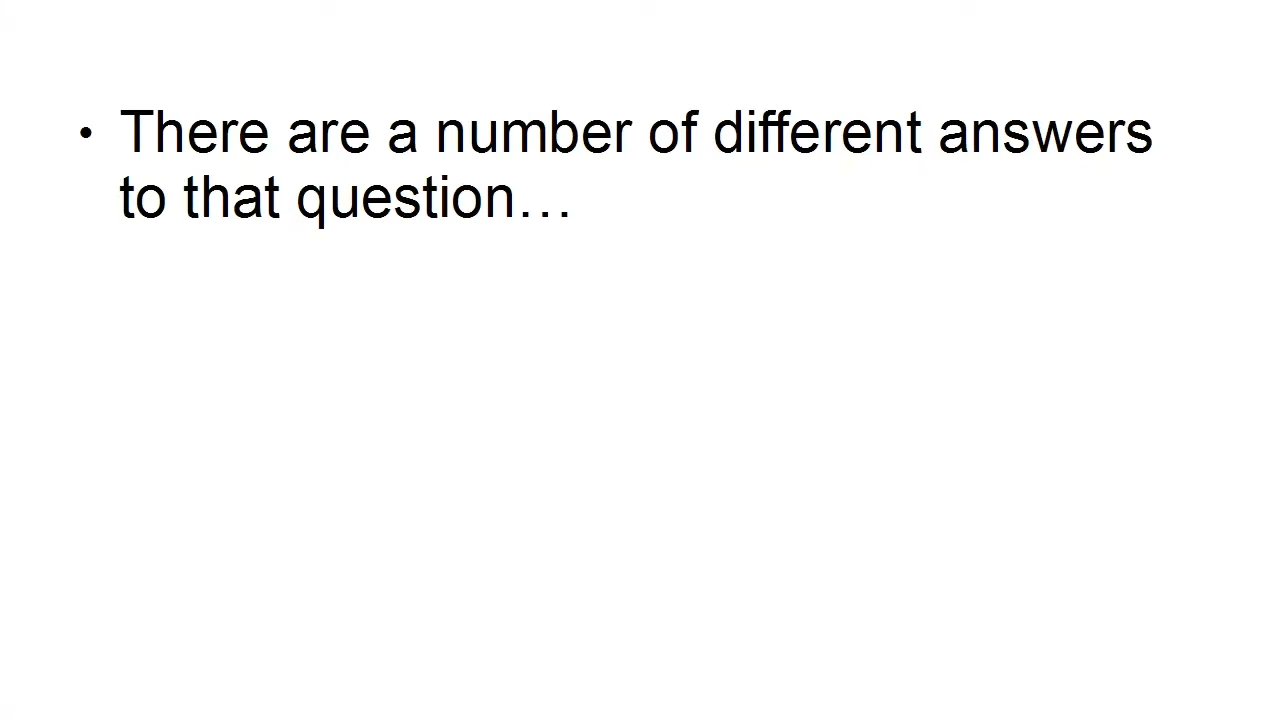 • There are a number of different answers
to that question…